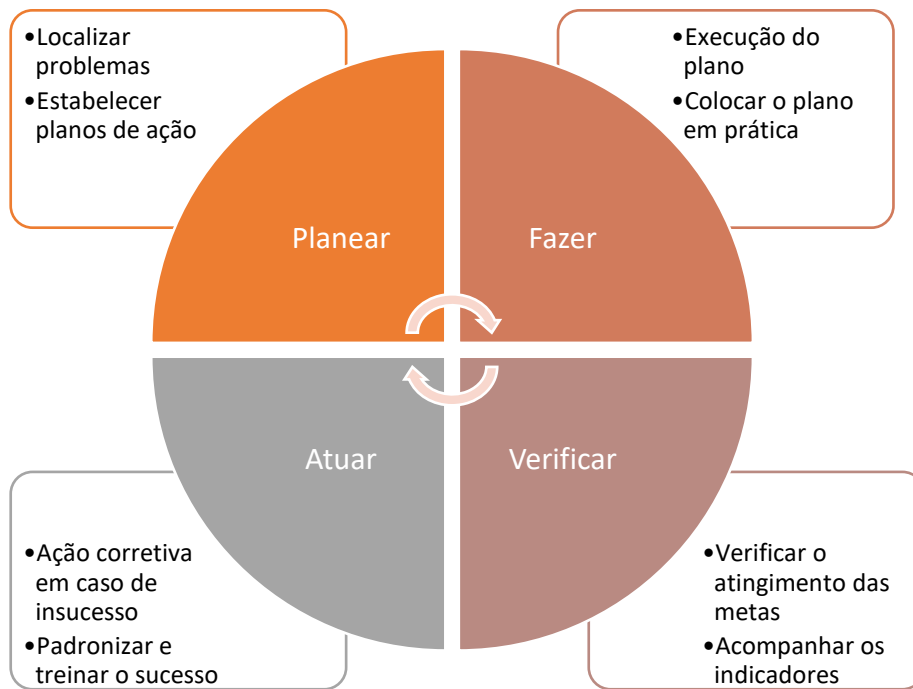 •Localizar
problemas
•Estabelecer
planos de ação
•Execução do
plano
•Colocar o plano
em prática
Planear
Fazer
Atuar
Verificar
•Ação corretiva
em caso de
insucesso
•Padronizar e
treinar o sucesso
•Verificar o
atingimento das
metas
•Acompanhar os
indicadores